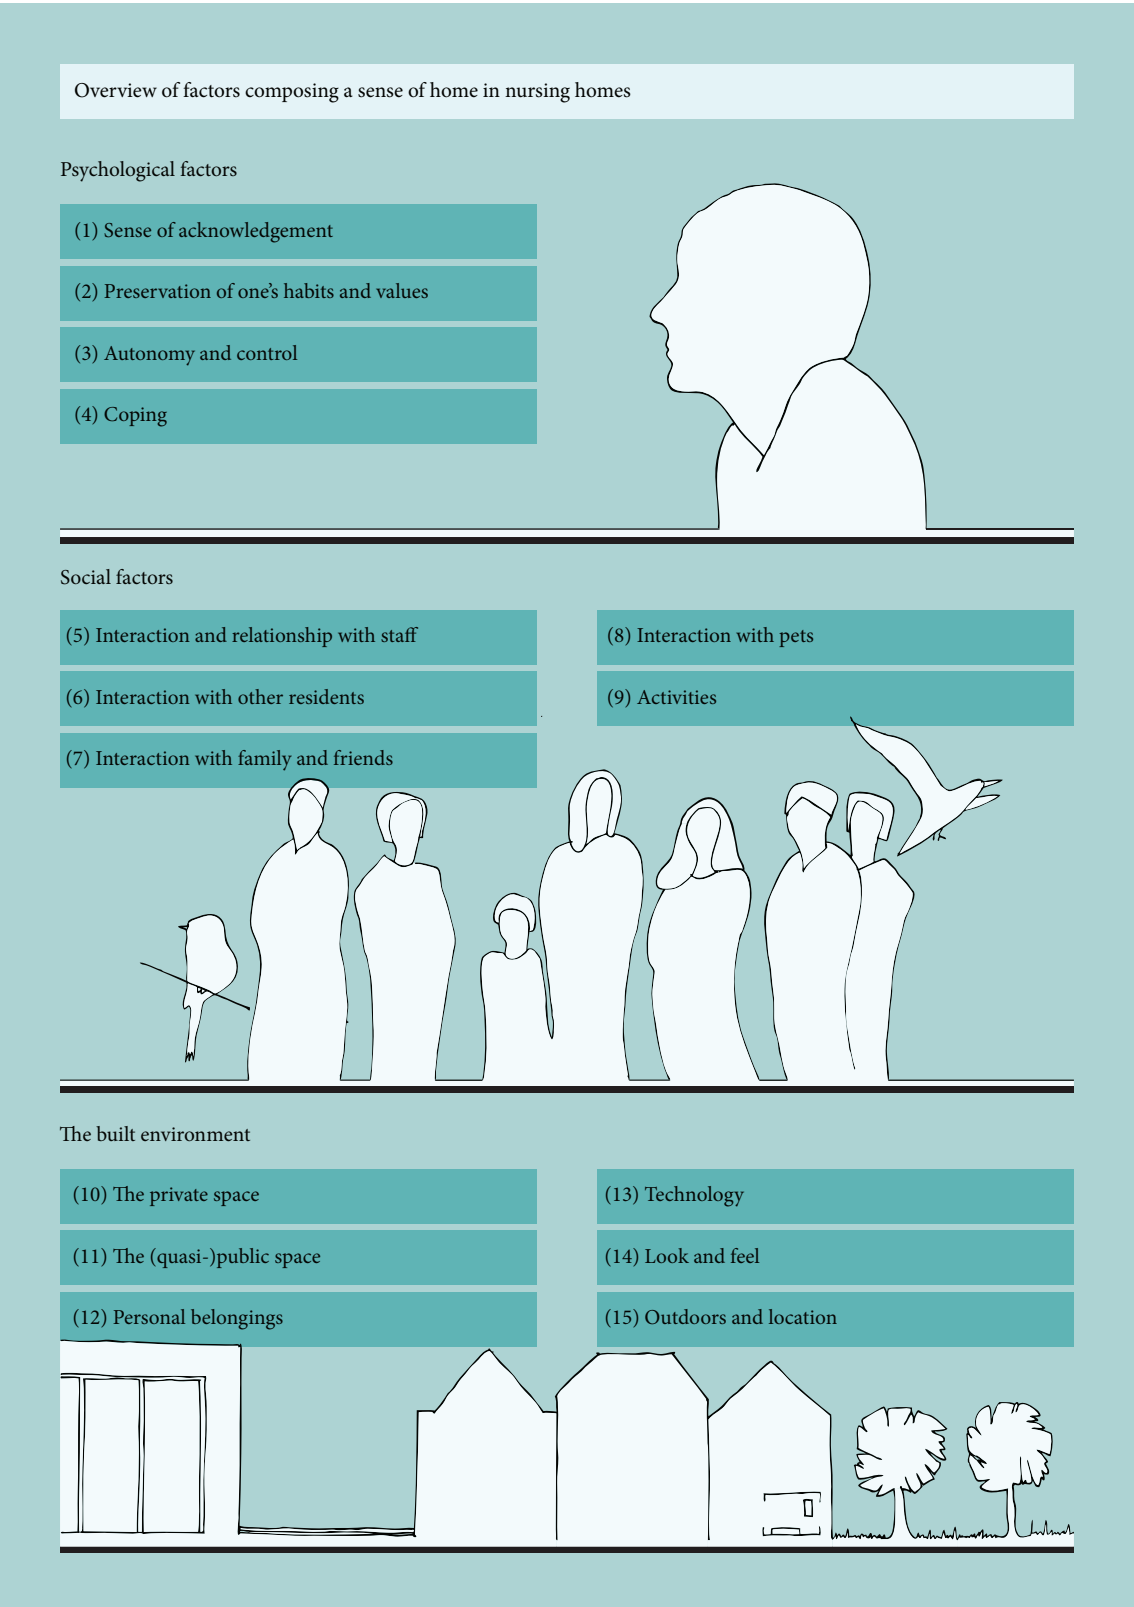 Overview of factors composing a sense of home in nursing homes
Psychological factors
(1) Sense of acknowledgement
(2) Preservation of one’s habits and values
(3) Autonomy and control
(4) Coping
Social factors
(5) Interaction and relationship with staff
(6) Interaction with other residents
(7) Interaction with family and friends
(8) Interaction with pets
(9) Activities
The built environment
(10) The private space
(11) The (quasi-)public space
(12) Personal belongings
(13) Technology
(14) Look and feel
(15) Outdoors and location